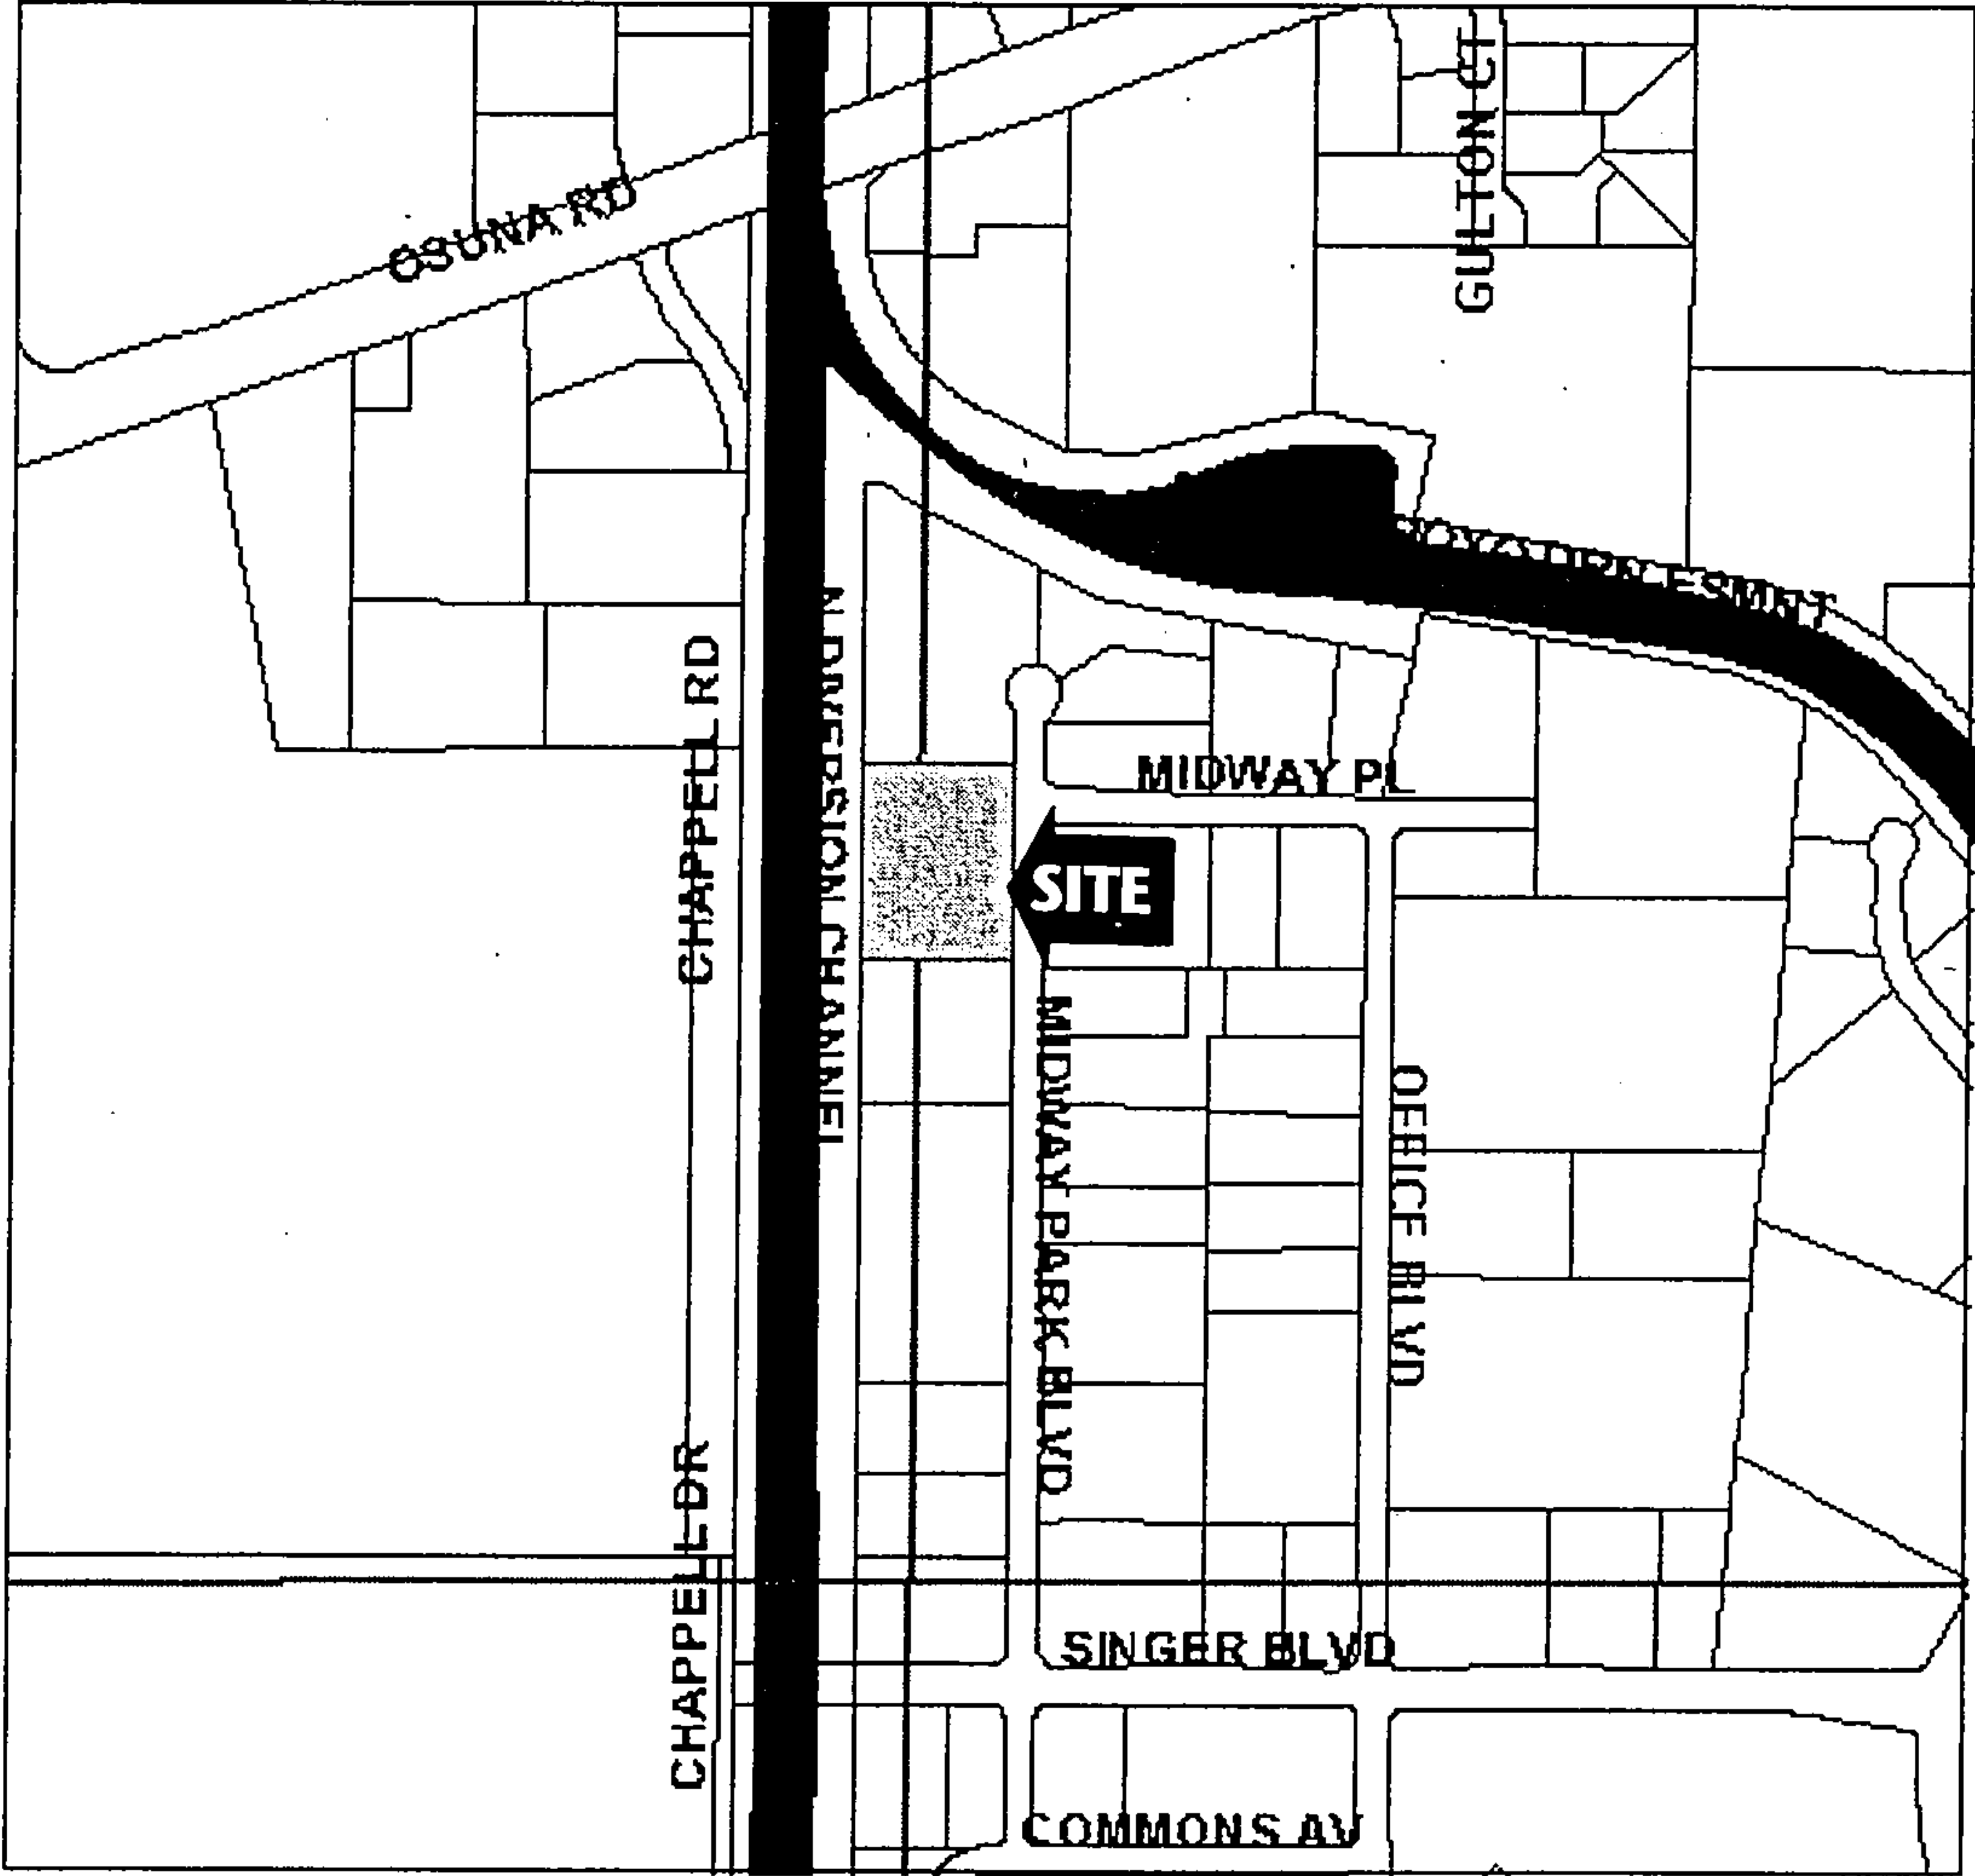 GUILTON CT
OSUNA RD
CHAPPELL RD
N DIVERSION CHANNEL
MIDWAY PL
SITE
MIDWAY PARK BLVD
OFFICE BLVD
CHAPPELL DR
SINGER BLVD
COMMONS AV